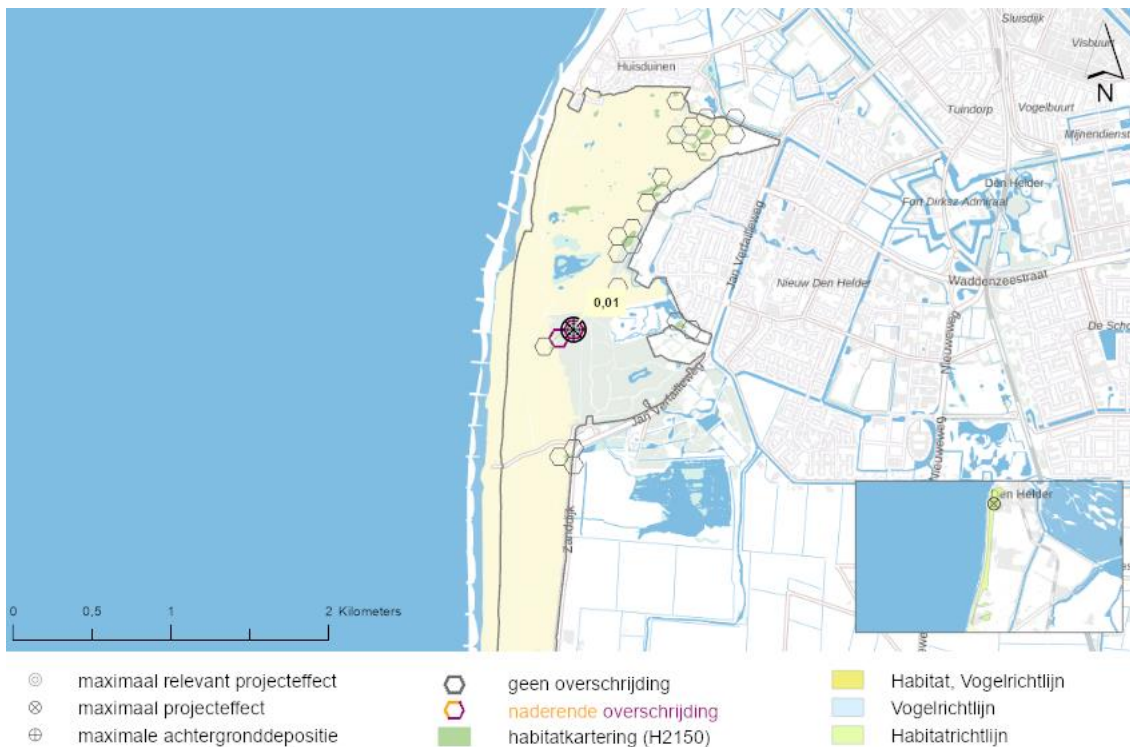 Sluisdijk
Visbuurt
Huisduinen
N
Tuindorp
Vogelbuurt
Mijnendienst
Den Helder
Fort Dirksz Admiraal
Jan Verfailleweg
Waddenzeestraat
Nieuw Den Helder
0,01
De Scho
Nieuweweg
Jan Verfailleweg
Nieuweweg
Den Helder
Zanddijk
0 0,5 1 2 Kilometers
maximaal relevant projecteffect
geen overschrijding
Habitat, Vogelrichtlijn
maximaal projecteffect
naderende overschrijding
Vogelrichtlijn
maximale achtergronddepositie
habitatkartering (H2150)
Habitatrichtlijn